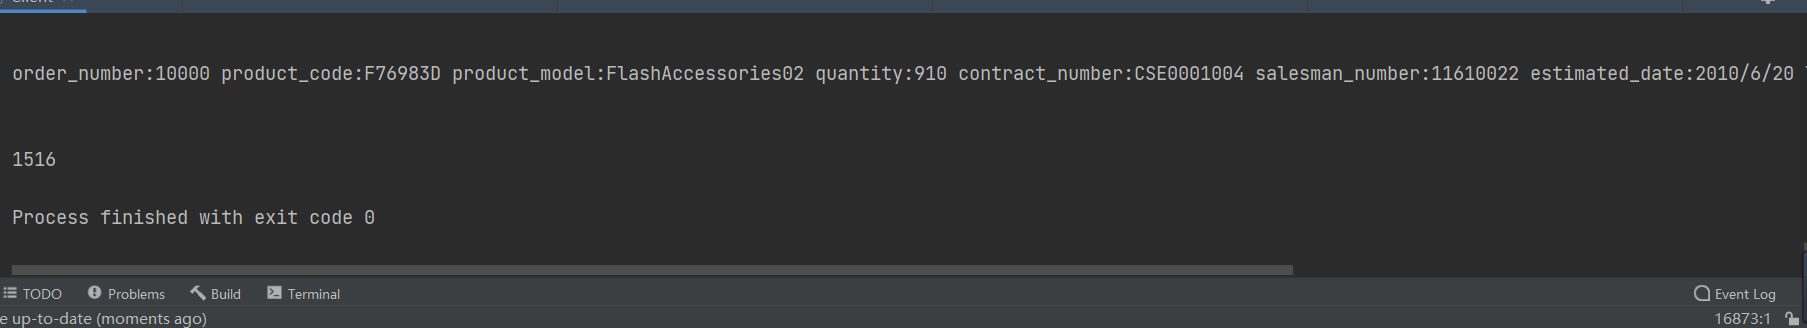 Client
order_number:10000 product_code:F76983D product_model:FlashAccessories02 quantity:910 contract_number:CSE0001004 salesman_number:11610022 estimated_date:2010/6/20
1516
Process finished with exit code 0
TODO Problems Build Terminal Event Log
e up-to-date (moments ago) 16873:1